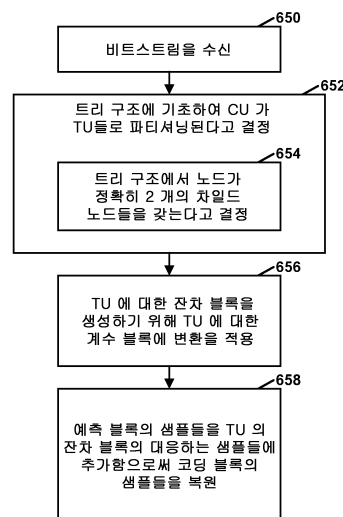 650
비트스트림을 수신
652
트리 구조에 기초하여 CU 가
TU들로 파티셔닝된다고 결정
654
트리 구조에서 노드가
정확히 2 개의 차일드
노드들을 갖는다고 결정
656
TU 에 대한 잔차 블록을
생성하기 위해 TU 에 대한
계수 블록에 변환을 적용
658
예측 블록의 샘플들을 TU 의
잔차 블록의 대응하는 샘플들에
추가함으로써 코딩 블록의
샘플들을 복원